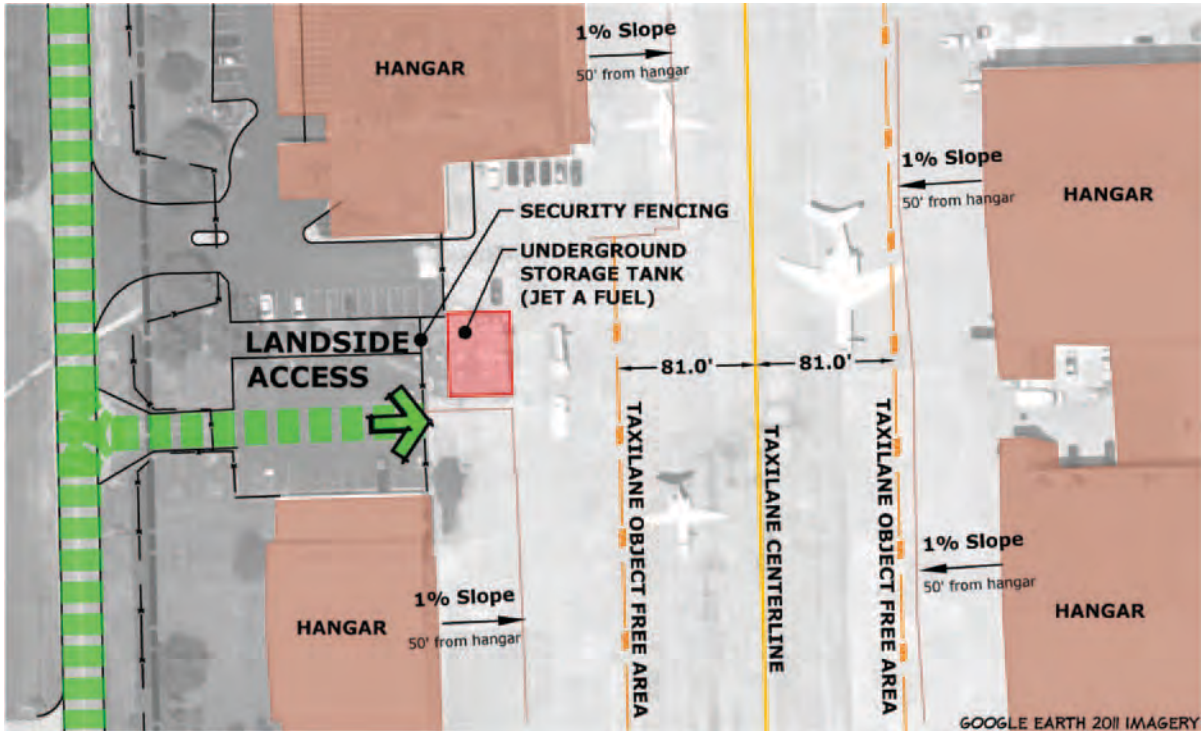 1% Slope
50' from hangar
HANGAR
1% Slope
50' from hangar
HANGAR
SECURITY FENCING
UNDERGROUND
STORAGE TANK
(JET A FUEL)
LANDSIDE
ACCESS
81.0'
81.0'
TAXILANE OBJECT FREE AREA
TAXILANE CENTERLINE
TAXILANE OBJECT FREE AREA
1% Slope
50' from hangar
HANGAR
1% Slope
50' from hangar
HANGAR
GOOGLE EARTH 2011 IMAGERY